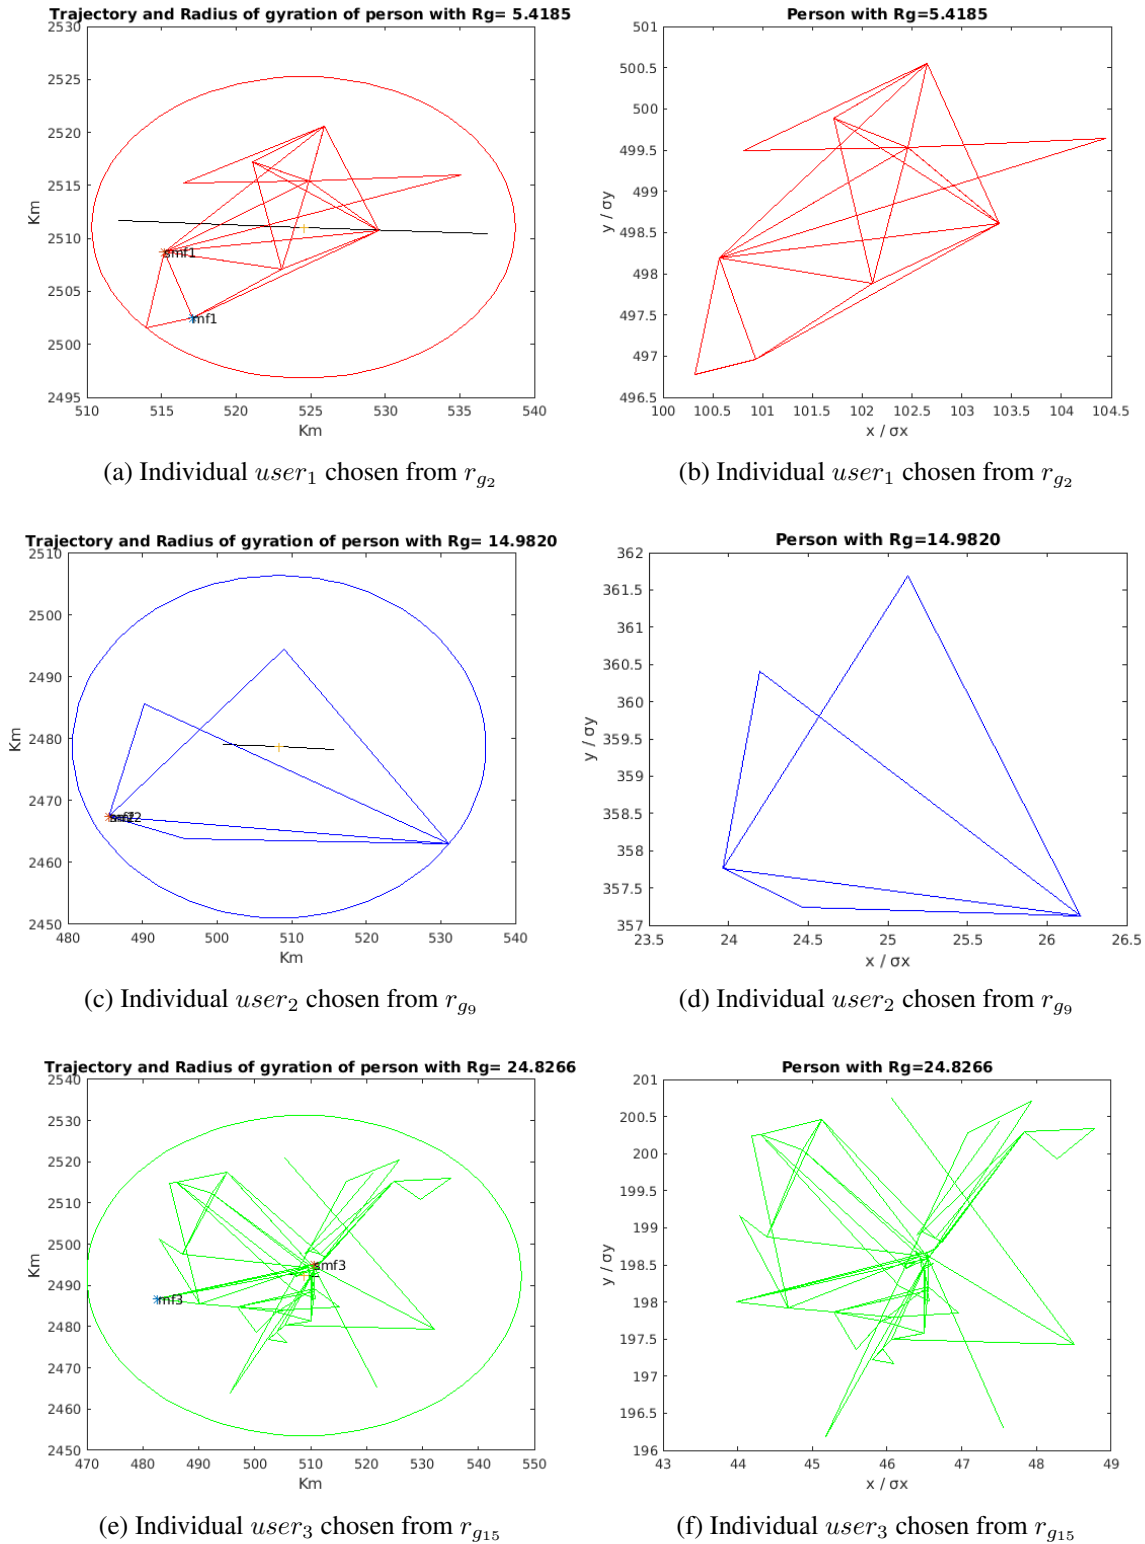 Trajectory and Radius of gyration of person with Rg= 5.4185
2530
2525
2520
2515
2510
2505
2500
2495
Km
smf1
mf1
510 515 520 525 530 535 540
Km
Person with Rg=5.4185
501
500.5
500
499.5
499
498.5
498
497.5
497
496.5
y / σy
100 100.5 101 101.5 102 102.5 103 103.5 104 104.5
x / σx
(a) Individual user1 chosen from rg2
(b) Individual user1 chosen from rg2
Trajectory and Radius of gyration of person with Rg= 14.9820
2510
2500
2490
2480
2470
2460
2450
Km
480 490 500 510 520 530 540
Km
Person with Rg=14.9820
362
361.5
361
360.5
360
359.5
359
358.5
358
357.5
357
y / σy
23.5 24 24.5 25 25.5 26 26.5
x / σx
(c) Individual user2 chosen from rg9
(d) Individual user2 chosen from rg9
Trajectory and Radius of gyration of person with Rg= 24.8266
2540
2530
2520
2510
2500
2490
2480
2470
2460
2450
Km
smf3
mf3
470 480 490 500 510 520 530 540 550
Km
Person with Rg=24.8266
201
200.5
200
199.5
199
198.5
198
197.5
197
196.5
196
y / σy
43 44 45 46 47 48 49
x / σx
(e) Individual user3 chosen from rg15
(f) Individual user3 chosen from rg15